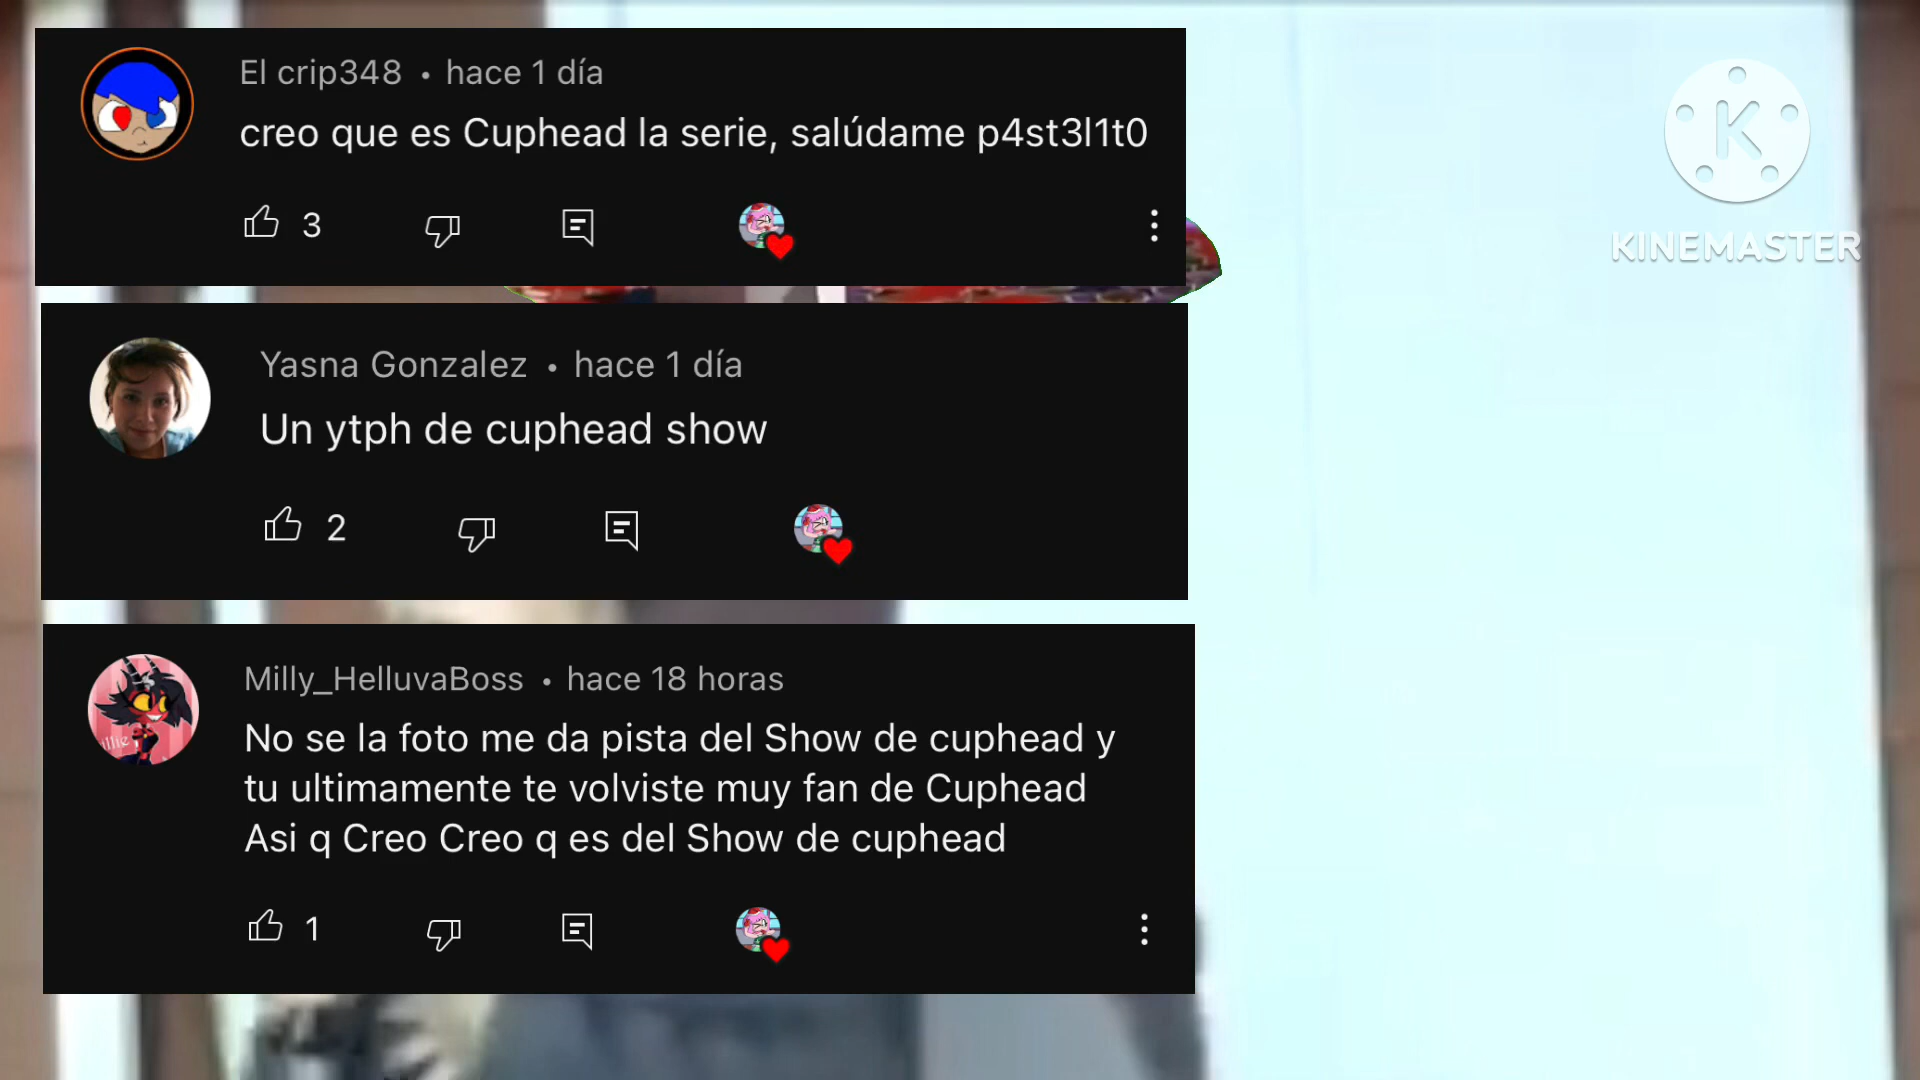 El crip348 • hace 1 día
creo que es Cuphead la serie, salúdame p4st3l1t0
3
K
KINEMASTER
Yasna Gonzalez • hace 1 día
Un ytph de cuphead show
2
Milly_HelluvaBoss • hace 18 horas
No se la foto me da pista del Show de cuphead y
tu ultimamente te volviste muy fan de Cuphead
Asi q Creo Creo q es del Show de cuphead
1